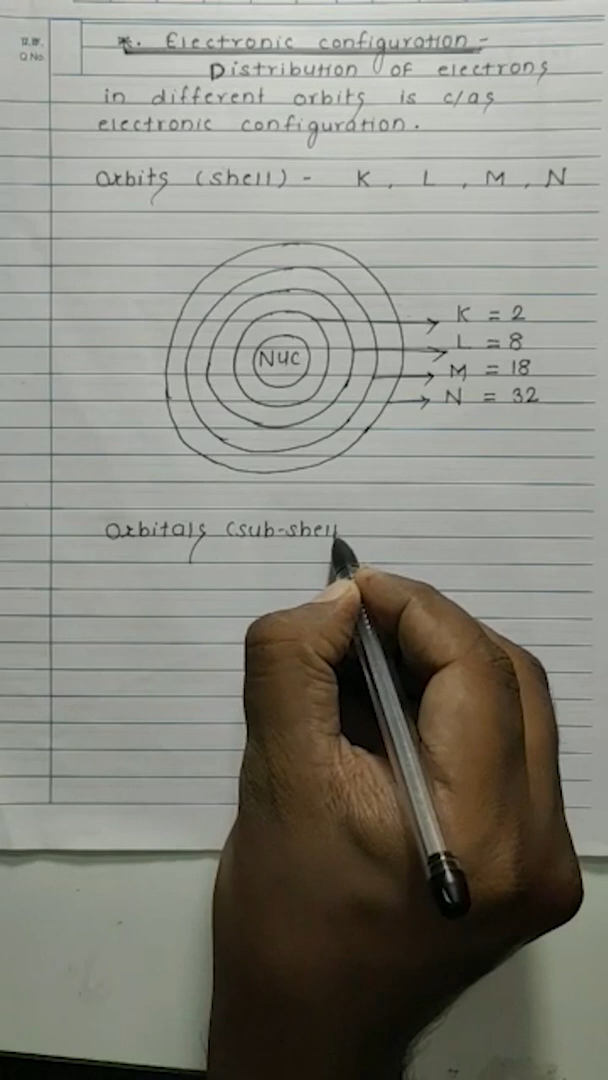 प्र.क्र.
Q.No.
*. Electronic configuration -
Distribution of electrons
in different orbits is c/as
electronic configuration.
Orbits (shell) - K, L, M, N
Nuc
K = 2
L = 8
M = 18
N = 32
Orbitals (sub-shell